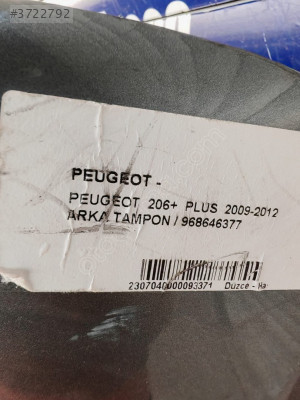 #3722792
PEUGEOT -
PEUGEOT 206+ PLUS 2009-2012
ARKA TAMPON / 968646377
2307040000093371 Düzce - Ha